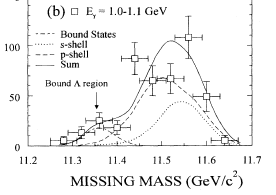 (b) □ Eγ = 1.0-1.1 GeV
100
Bound States
s-shell
p-shell
Sum
Bound Λ region
50
0
11.2 11.3 11.4 11.5 11.6 11.7
MISSING MASS (GeV/c²)